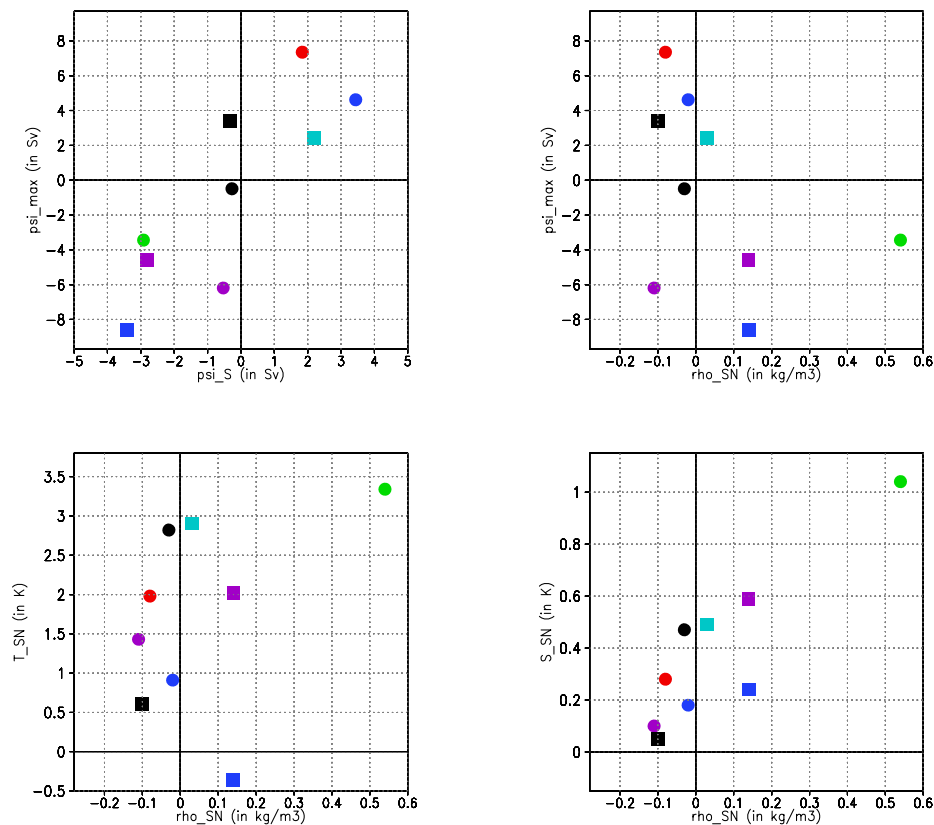 8
6
4
2
0
−2
−4
−6
−8
psi_max (in Sv)
−5 −4 −3 −2 −1 0 1 2 3 4 5
psi_S (in Sv)
8
6
4
2
0
−2
−4
−6
−8
psi_max (in Sv)
−0.2 −0.1 0 0.1 0.2 0.3 0.4 0.5 0.6
rho_SN (in kg/m3)
3.5
3
2.5
2
1.5
1
0.5
0
−0.5
T_SN (in K)
−0.2 −0.1 0 0.1 0.2 0.3 0.4 0.5 0.6
rho_SN (in kg/m3)
1
0.8
0.6
0.4
0.2
0
S_SN (in K)
−0.2 −0.1 0 0.1 0.2 0.3 0.4 0.5 0.6
rho_SN (in kg/m3)